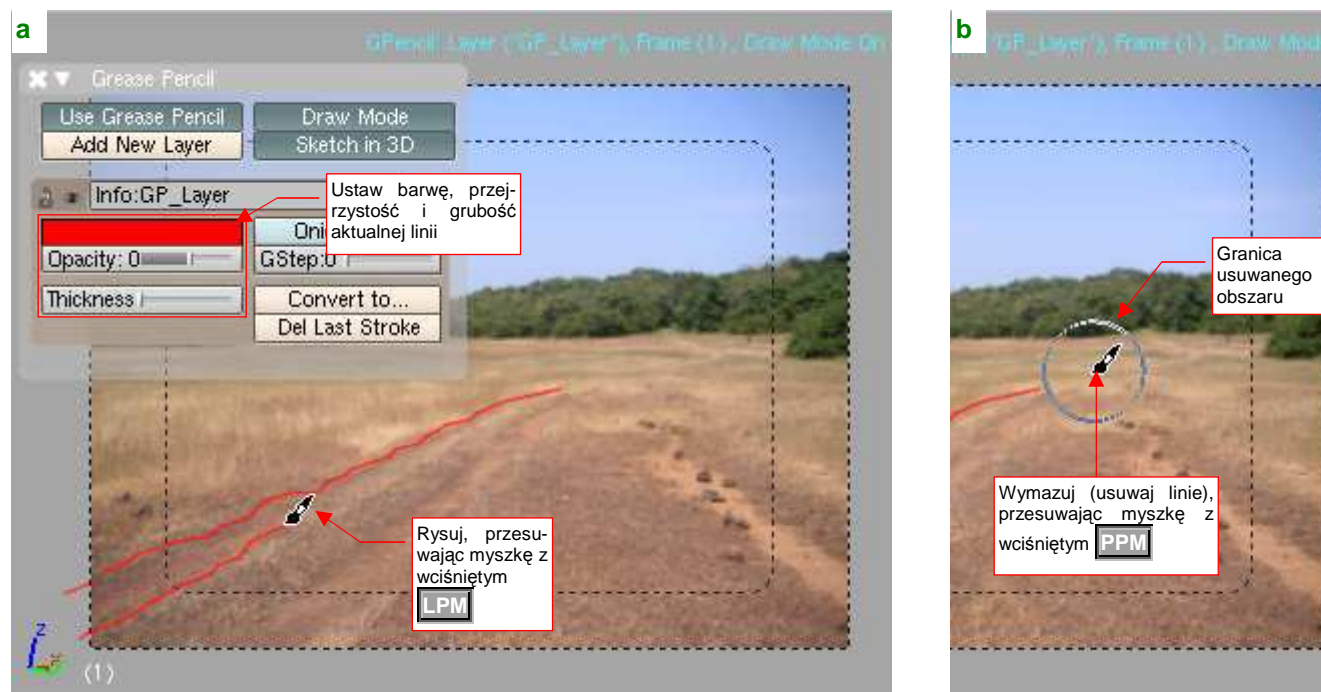 a
GPencil: Layer ("GP_Layer"), Frame (1) , Draw Mode On
Grease Pencil
Use Grease Pencil
Draw Mode
Add New Layer
Sketch in 3D
Info:GP_Layer
Ustaw barwę, przej-
rzystość i grubość
aktualnej linii
Oni
Opacity: 0
GStep:0
Thickness
Convert to...
Del Last Stroke
Rysuj, przesu-
wając myszkę z
wciśniętym
LPM
z
(1)
b
"GP_Layer"), Frame (1) , Draw Mod
Granica
usuwanego
obszaru
Wymazuj (usuwaj linie),
przesuwając myszkę z
wciśniętym PPM